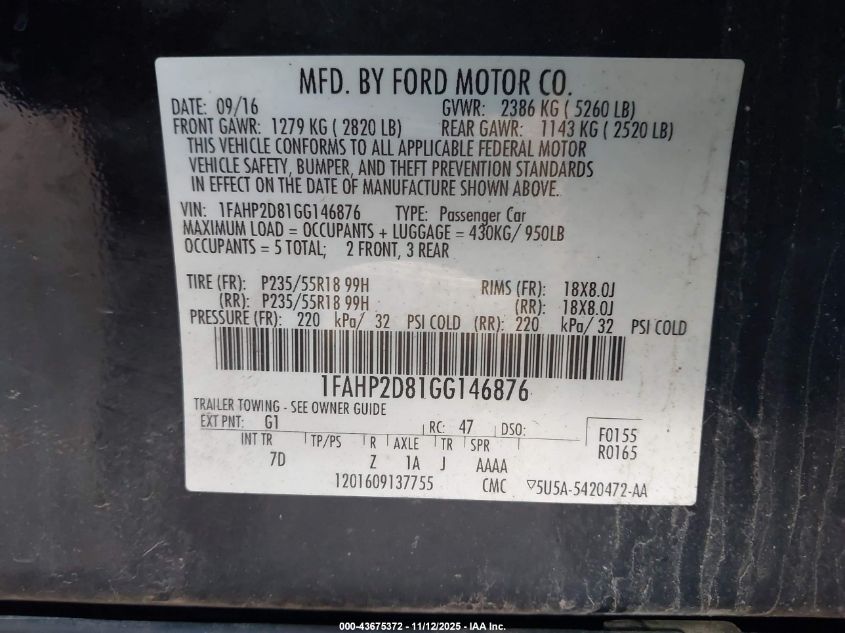 MFD. BY FORD MOTOR CO.
DATE: 09/16 GVWR: 2386 KG ( 5260 LB)
FRONT GAWR: 1279 KG ( 2820 LB) REAR GAWR: 1143 KG ( 2520 LB)
THIS VEHICLE CONFORMS TO ALL APPLICABLE FEDERAL MOTOR
VEHICLE SAFETY, BUMPER, AND THEFT PREVENTION STANDARDS
IN EFFECT ON THE DATE OF MANUFACTURE SHOWN ABOVE.
VIN: 1FAHP2D81GG146876 TYPE: Passenger Car
MAXIMUM LOAD = OCCUPANTS + LUGGAGE = 430KG/ 950LB
OCCUPANTS = 5 TOTAL; 2 FRONT, 3 REAR
TIRE (FR): P235/55R18 99H RIMS (FR): 18X8.0J
(RR): P235/55R18 99H (RR): 18X8.0J
PRESSURE (FR): 220 kPa/ 32 PSI COLD (RR): 220 kPa/ 32 PSI COLD
1FAHP2D81GG146876
TRAILER TOWING - SEE OWNER GUIDE
EXT PNT: G1 RC: 47 DSO: F0155
INT TR TP/PS R AXLE TR SPR R0165
7D Z 1A J AAAA
1201609137755 CMC ▽5U5A-5420472-AA
000-43675372 - 11/12/2025 - IAA Inc.